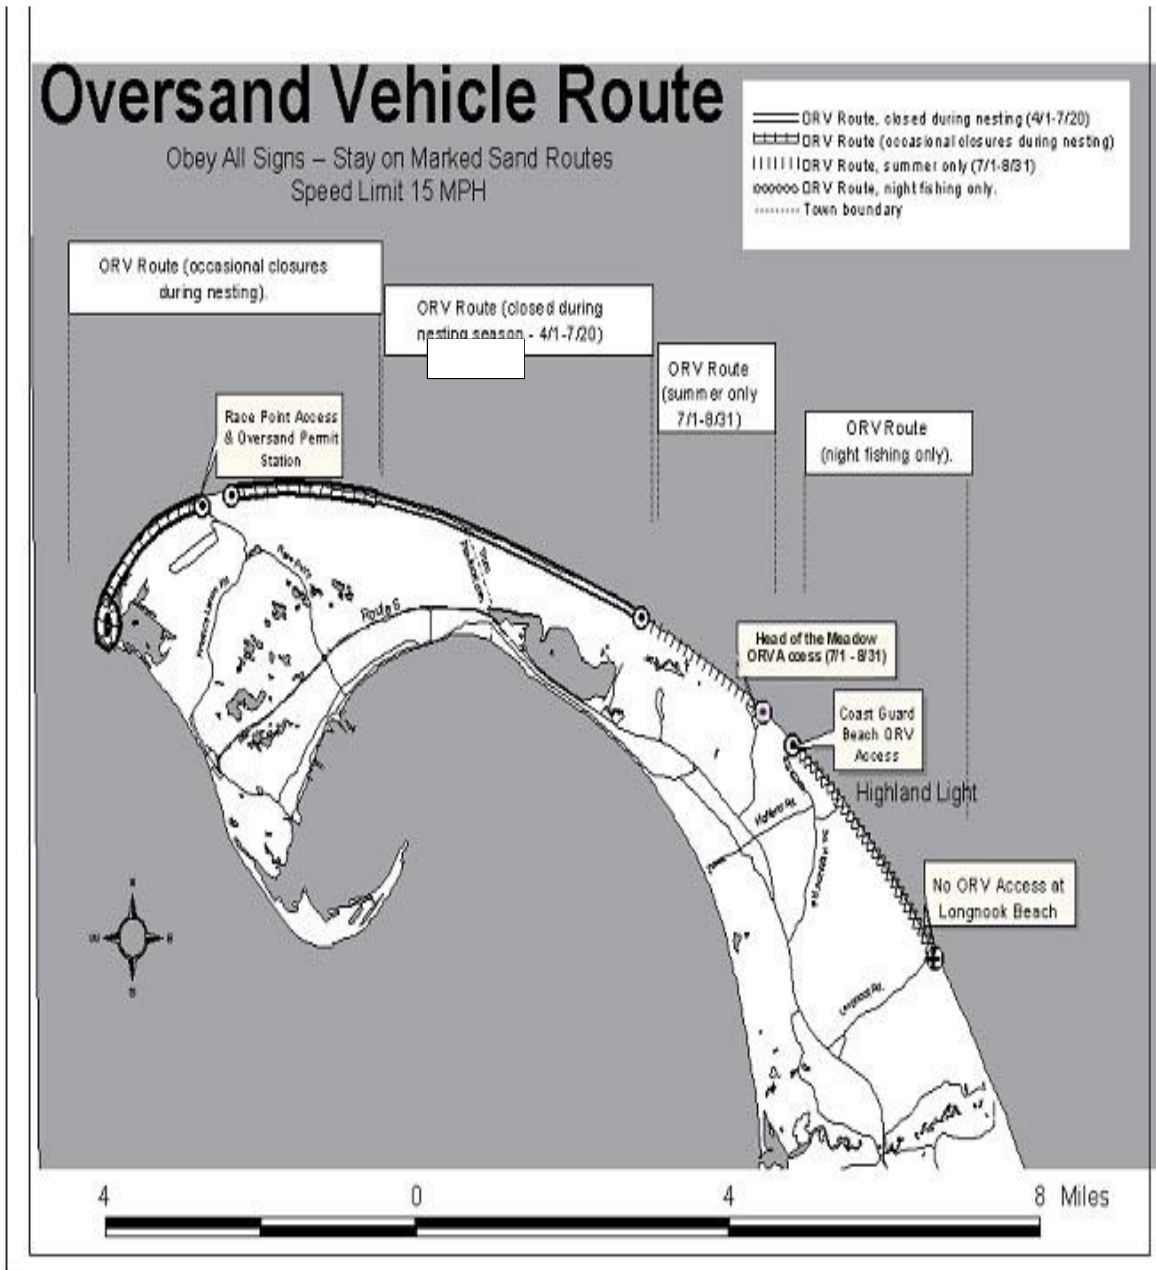 Oversand Vehicle Route
Obey All Signs – Stay on Marked Sand Routes
Speed Limit 15 MPH
ORV Route, closed during nesting (4/1-7/20)
ORV Route (occasional closures during nesting)
ORV Route, summer only (7/1-8/31)
ORV Route, night fishing only.
Town boundary
ORV Route (occasional closures
during nesting).
ORV Route (closed during
nesting season - 4/1-7/20)
ORV Route
(summer only
7/1-8/31)
ORV Route
(night fishing only).
Race Point Access
& Oversand Permit
Station
Route 6
Head of the Meadow
ORV Access (7/1 - 8/31)
Coast Guard
Beach ORV
Access
Highland Light
Highland Rd.
No ORV Access at
Longnook Beach
Longnook Rd.
N
W
E
S
4
0
4
8 Miles